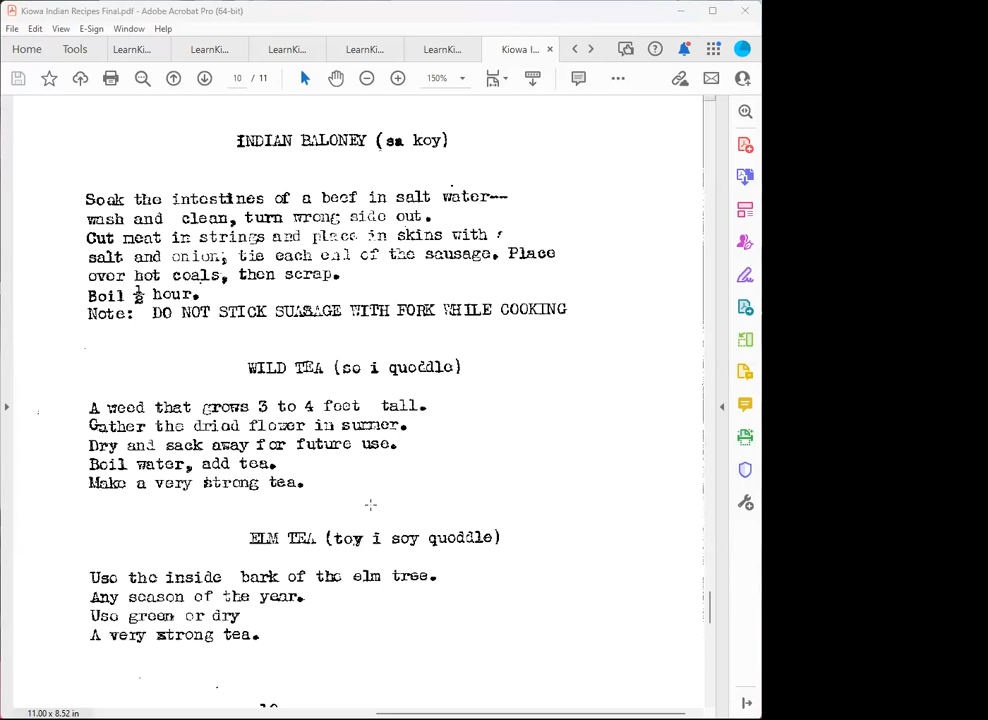 Kiowa Indian Recipes Final.pdf - Adobe Acrobat Pro (64-bit)
File Edit View E-Sign Window Help
Home Tools LearnKi... LearnKi... LearnKi... LearnKi... LearnKi... Kiowa I... ×
10 / 11 150%
INDIAN BALONEY (sa koy)
Soak the intestines of a beef in salt water--
wash and clean, turn wrong side out.
Cut meat in strings and place in skins with
salt and onion; tie each end of the sausage. Place
over hot coals, then scrap.
Boil ½ hour.
Note: DO NOT STICK SUASAGE WITH FORK WHILE COOKING
WILD TEA (so i quoddle)
A weed that grows 3 to 4 feet tall.
Gather the dried flower in summer.
Dry and sack away for future use.
Boil water, add tea.
Make a very strong tea.
ELM TEA (toy i soy quoddle)
Use the inside bark of the elm tree.
Any season of the year.
Use green or dry
A very strong tea.
11.00 x 8.52 in